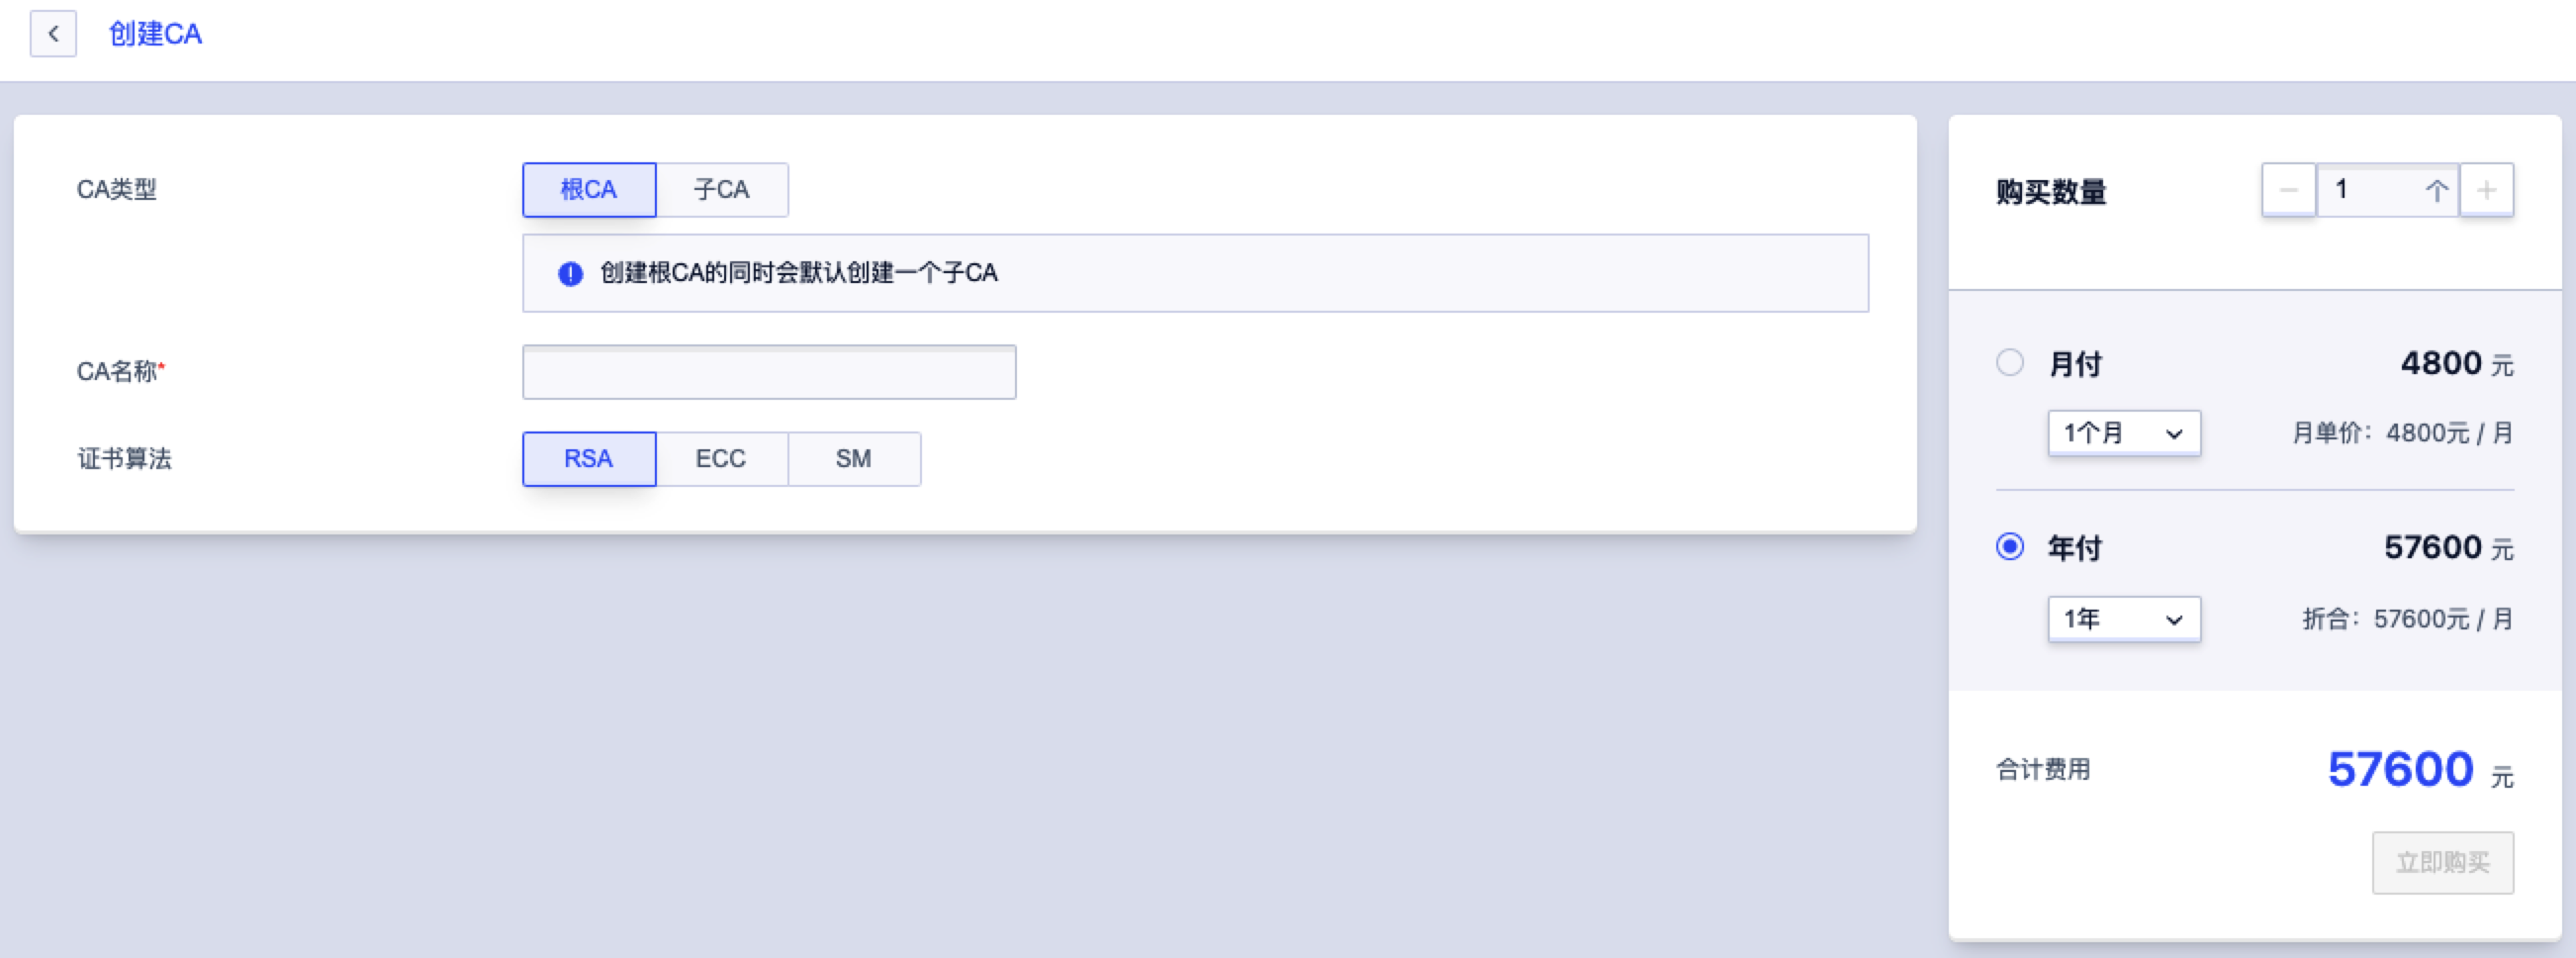 创建CA
CA类型
根CA 子CA
创建根CA的同时会默认创建一个子CA
CA名称*
证书算法
RSA ECC SM
购买数量
1 个
月付 4800 元
1个月 月单价：4800元 / 月
年付 57600 元
1年 折合：57600元 / 月
合计费用 57600 元
立即购买